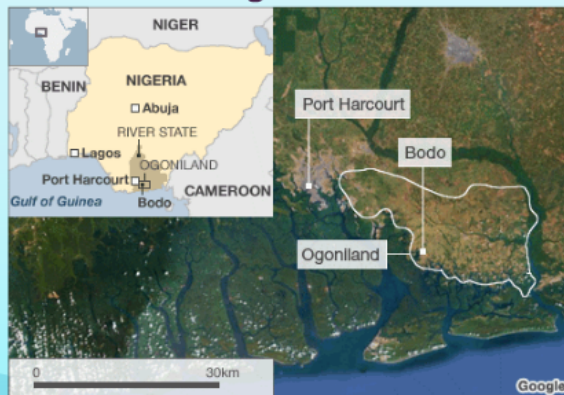 NIGER
BENIN
NIGERIA
Abuja
RIVER STATE
Lagos
OGONILAND
Port Harcourt
CAMEROON
Gulf of Guinea
Bodo
Port Harcourt
Bodo
Ogoniland
0 30km
Google